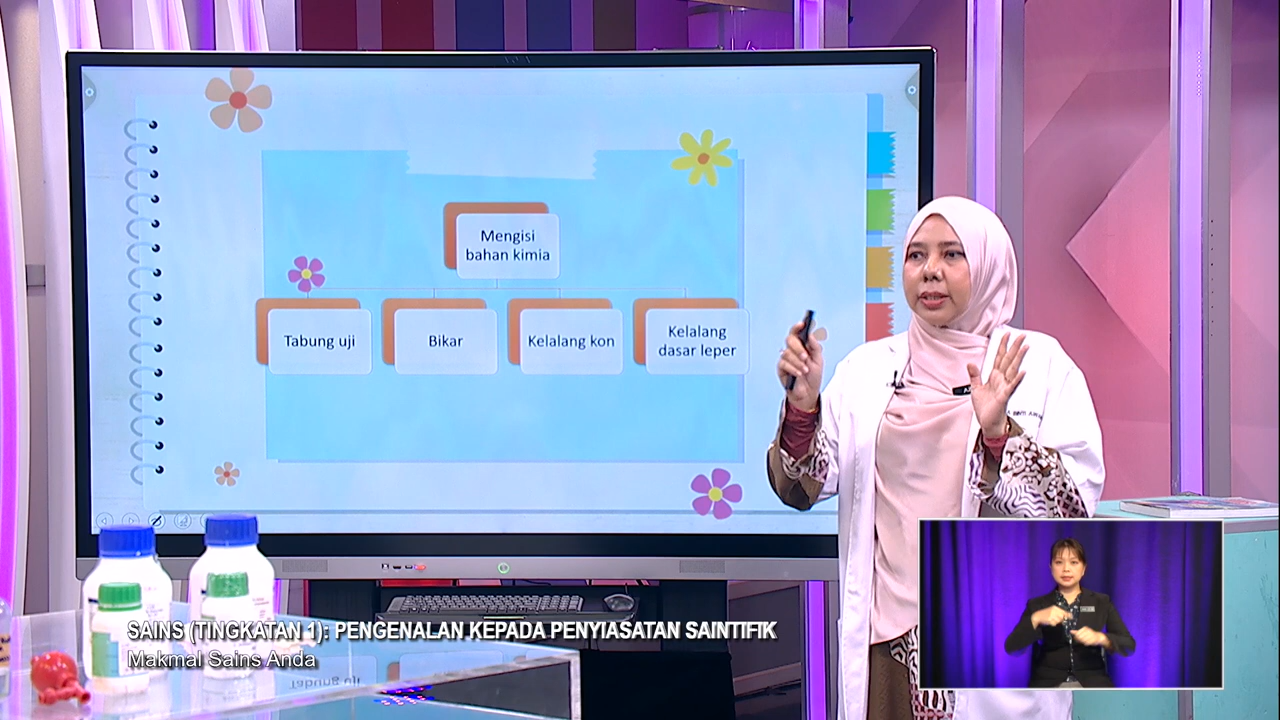 Mengisi
bahan kimia
Tabung uji
Bikar
Kelalang kon
Kelalang
dasar leper
SAINS (TINGKATAN 1): PENGENALAN KEPADA PENYIASATAN SAINTIFIK
Makmal Sains Anda